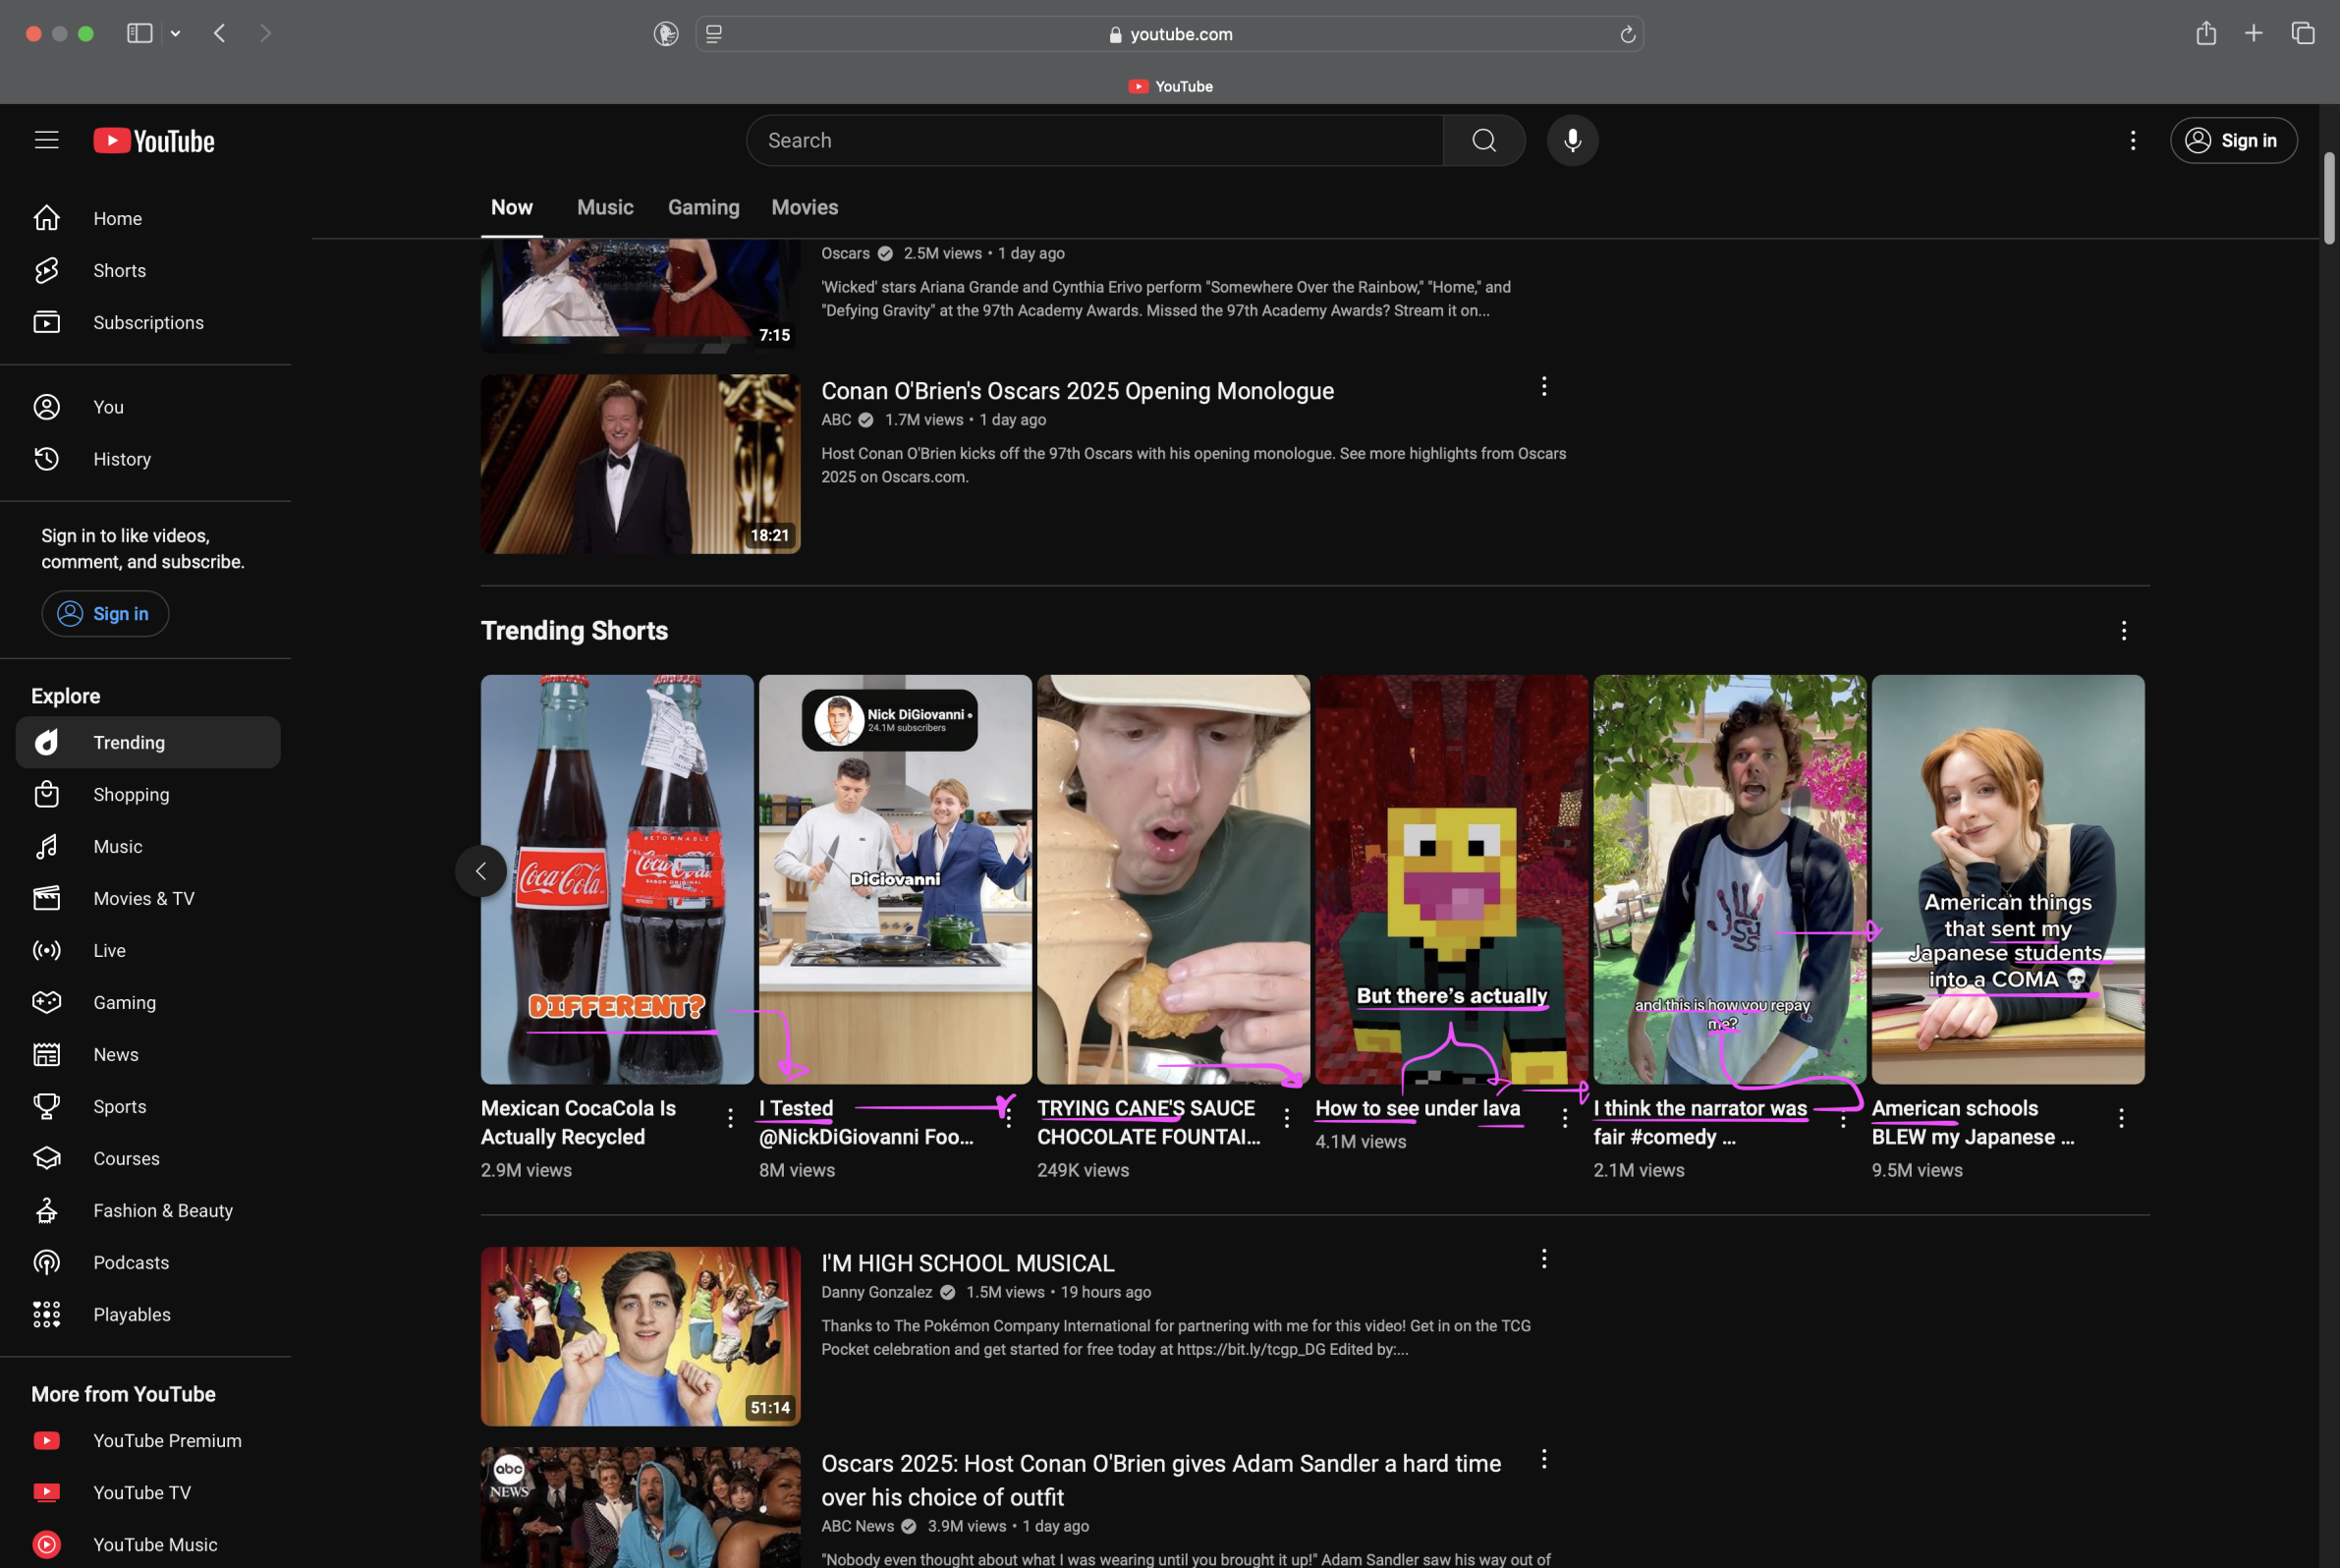 youtube.com
YouTube
YouTube
Search
Sign in
Now
Music
Gaming
Movies
Home
Shorts
Subscriptions
You
History
Sign in to like videos,
comment, and subscribe.
Sign in
Explore
Trending
Shopping
Music
Movies & TV
Live
Gaming
News
Sports
Courses
Fashion & Beauty
Podcasts
Playables
More from YouTube
YouTube Premium
YouTube TV
YouTube Music
7:15
Oscars 2.5M views • 1 day ago
'Wicked' stars Ariana Grande and Cynthia Erivo perform "Somewhere Over the Rainbow," "Home," and
"Defying Gravity" at the 97th Academy Awards. Missed the 97th Academy Awards? Stream it on...
18:21
Conan O'Brien's Oscars 2025 Opening Monologue
ABC 1.7M views • 1 day ago
Host Conan O'Brien kicks off the 97th Oscars with his opening monologue. See more highlights from Oscars
2025 on Oscars.com.
Trending Shorts
Coca-Cola
RETORNABLE
Coca-Cola
SABOR ORIGINAL
DIFFERENT?
Mexican CocaCola Is
Actually Recycled
2.9M views
Nick DiGiovanni •
24.1M subscribers
DiGiovanni
I Tested
@NickDiGiovanni Foo...
8M views
TRYING CANE'S SAUCE
CHOCOLATE FOUNTAI...
249K views
But there's actually
How to see under lava
4.1M views
and this is how you repay
me?
I think the narrator was
fair #comedy ...
2.1M views
American things
that sent my
Japanese students
into a COMA 💀
American schools
BLEW my Japanese ...
9.5M views
51:14
I'M HIGH SCHOOL MUSICAL
Danny Gonzalez 1.5M views • 19 hours ago
Thanks to The Pokémon Company International for partnering with me for this video! Get in on the TCG
Pocket celebration and get started for free today at https://bit.ly/tcgp_DG Edited by:...
abc
NEWS
Oscars 2025: Host Conan O'Brien gives Adam Sandler a hard time
over his choice of outfit
ABC News 3.9M views • 1 day ago
"Nobody even thought about what I was wearing until you brought it up!" Adam Sandler saw his way out of